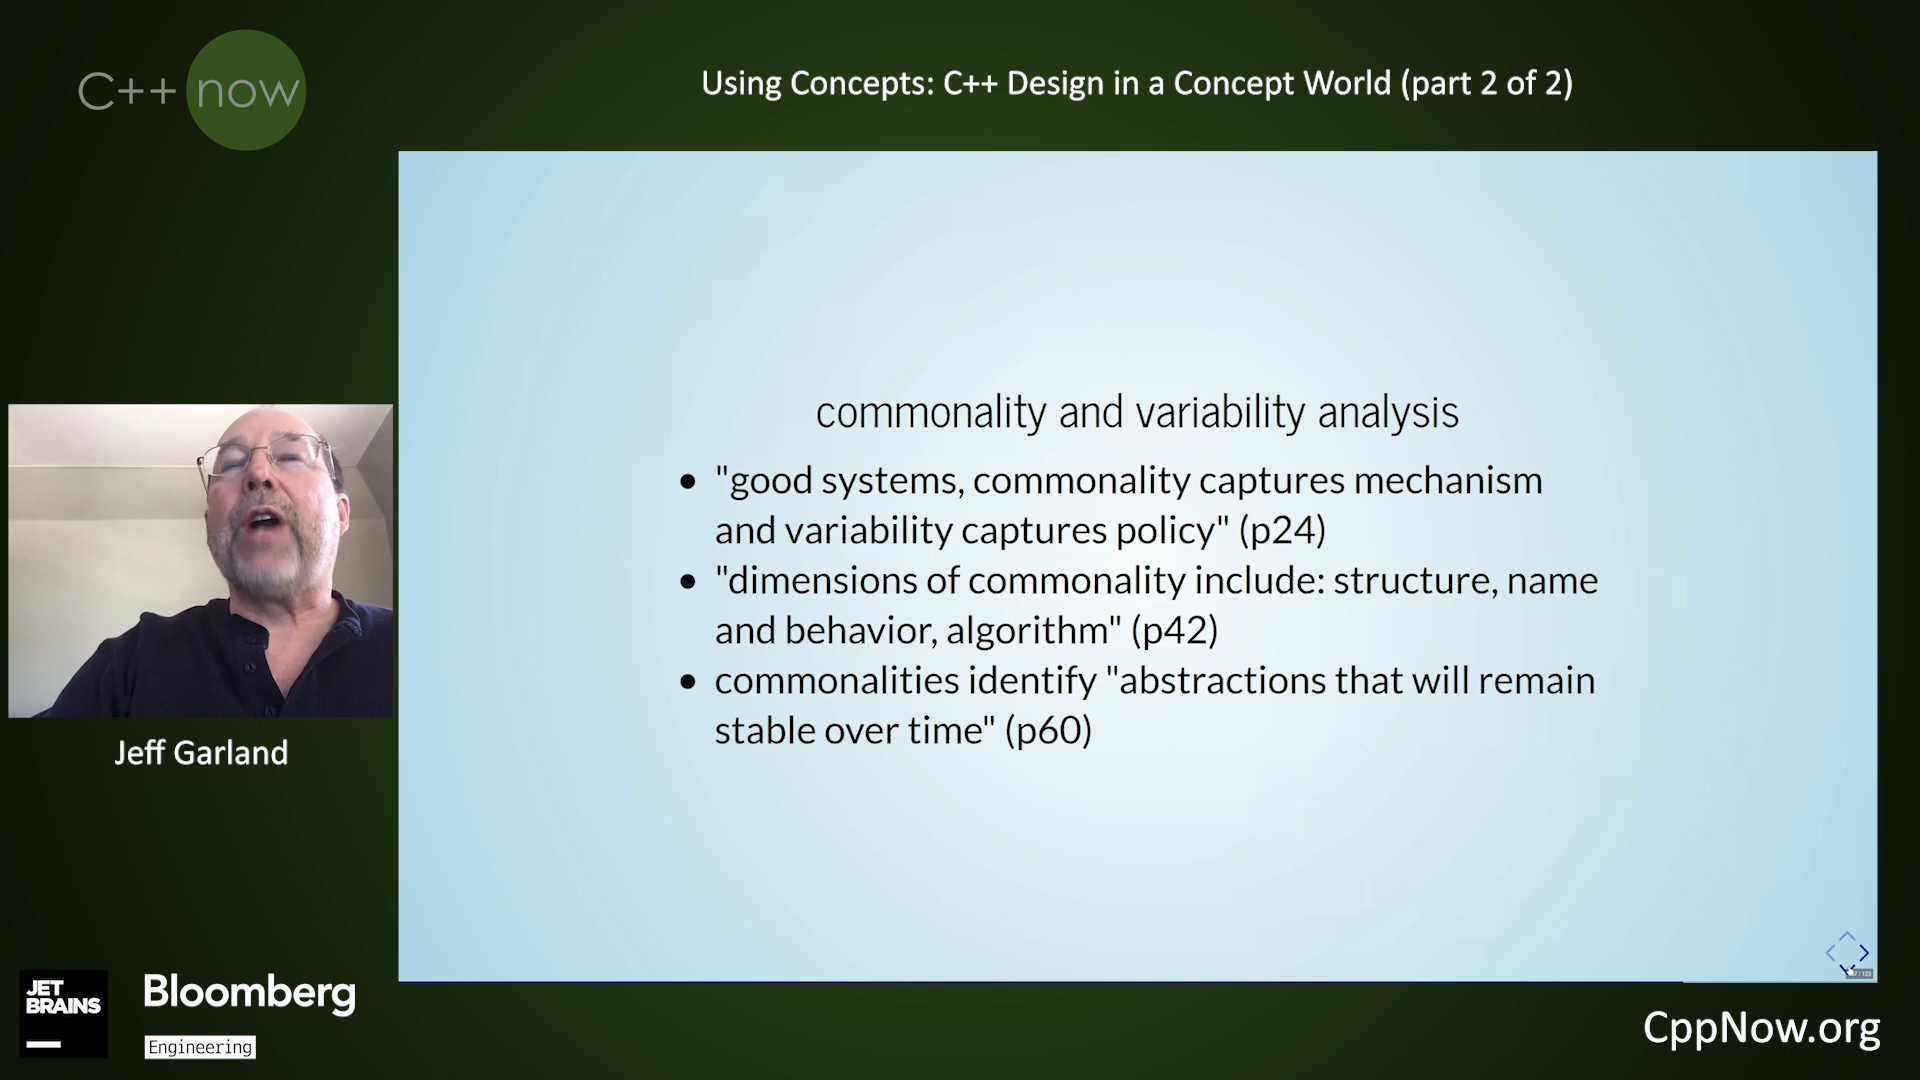 C++ now
Using Concepts: C++ Design in a Concept World (part 2 of 2)
commonality and variability analysis
"good systems, commonality captures mechanism
and variability captures policy" (p24)
"dimensions of commonality include: structure, name
and behavior, algorithm" (p42)
commonalities identify "abstractions that will remain
stable over time" (p60)
Jeff Garland
JET
BRAINS
Bloomberg
Engineering
CppNow.org